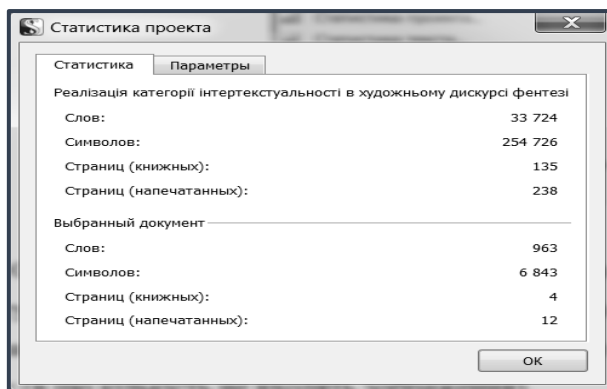 Статистика проекта
Статистика Параметры
Реалізація категорії інтертекстуальності в художньому дискурсі фентезі
Слов: 33 724
Символов: 254 726
Страниц (книжных): 135
Страниц (напечатанных): 238
Выбранный документ
Слов: 963
Символов: 6 843
Страниц (книжных): 4
Страниц (напечатанных): 12
ОК